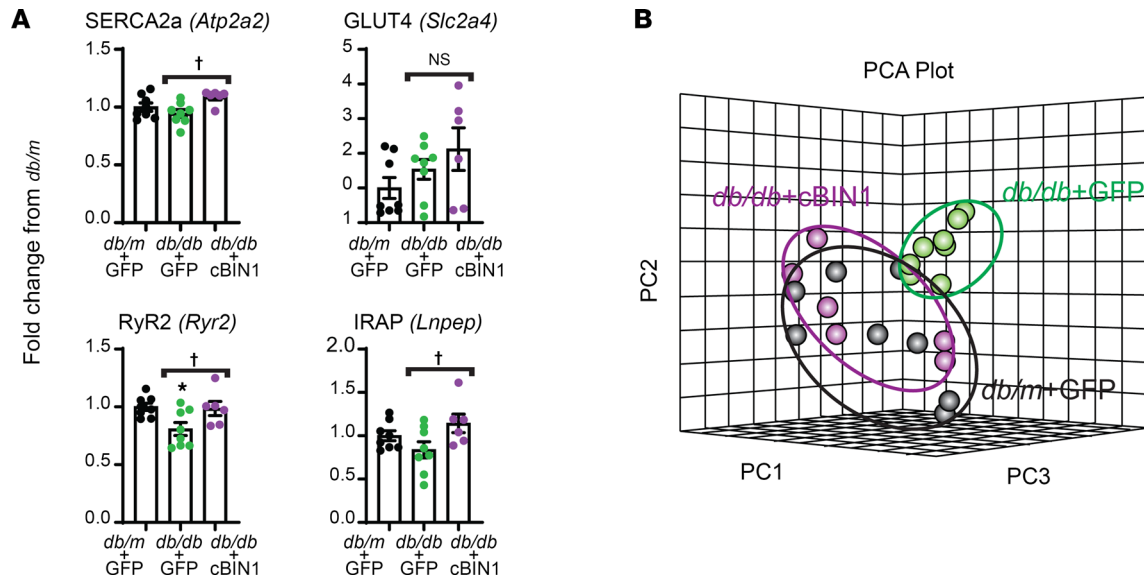 A
Fold change from db/m
SERCA2a (Atp2a2)
1.5
1.0
0.5
0.0
†
db/m
+
GFP
db/db
+
GFP
db/db
+
cBIN1
GLUT4 (Slc2a4)
5
4
2
0
1
NS
db/m
+
GFP
db/db
+
GFP
db/db
+
cBIN1
RyR2 (Ryr2)
1.5
1.0
0.5
0.0
†
*
db/m
+
GFP
db/db
+
GFP
db/db
+
cBIN1
IRAP (Lnpep)
2.0
1.5
1.0
1.5
0.0
†
db/m
+
GFP
db/db
+
GFP
db/db
+
cBIN1
B
PCA Plot
db/db+cBIN1
db/db+GFP
db/m+GFP
PC2
PC1
PC3